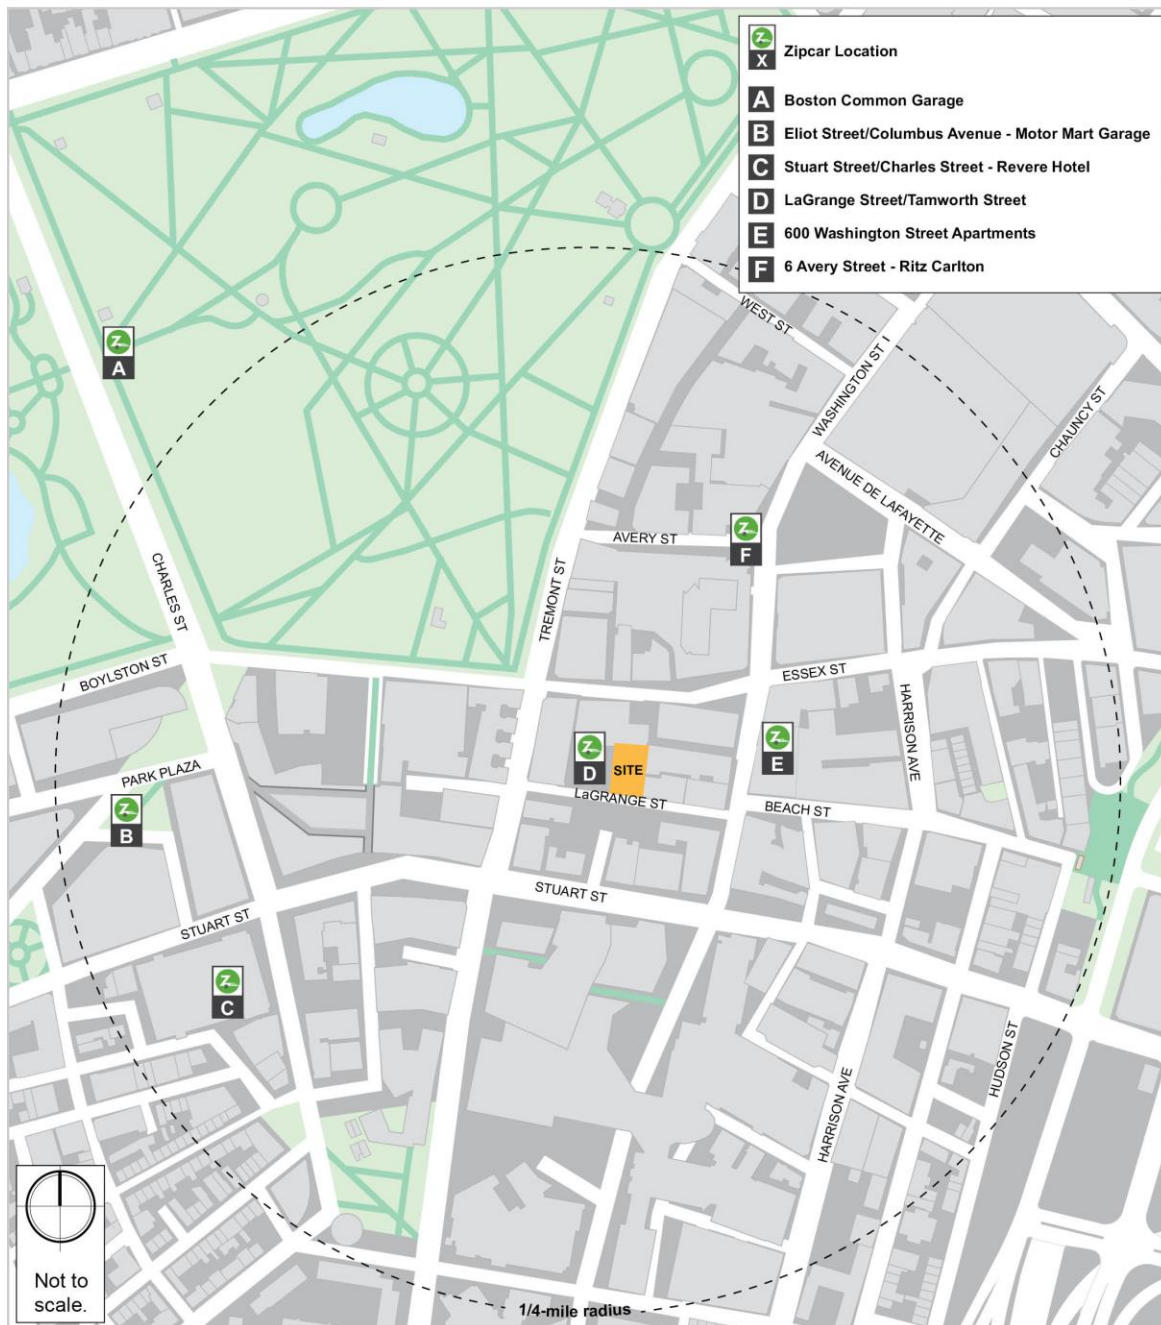 Z
X Zipcar Location
A Boston Common Garage
B Eliot Street/Columbus Avenue - Motor Mart Garage
C Stuart Street/Charles Street - Revere Hotel
D LaGrange Street/Tamworth Street
E 600 Washington Street Apartments
F 6 Avery Street - Ritz Carlton
WEST ST
WASHINGTON ST
Z
A
CHAUNCY ST
AVENUE DE LAFAYETTE
Z
F
AVERY ST
CHARLES ST
TREMONT ST
BOYLSTON ST
ESSEX ST
HARRISON AVE
Z
E
Z
D
SITE
PARK PLAZA
LaGRANGE ST
BEACH ST
Z
B
STUART ST
STUART ST
Z
C
HUDSON ST
HARRISON AVE
Not to
scale.
1/4-mile radius